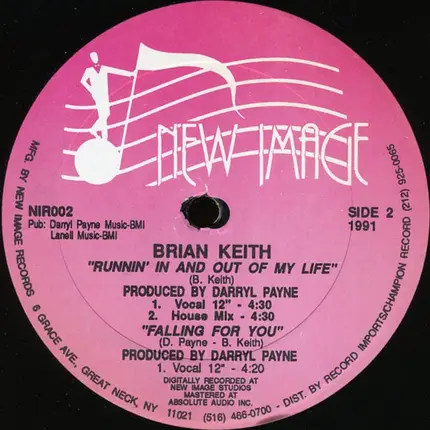 NEW IMAGE
NIR002
Pub: Darryl Payne Music-BMI
Lanell Music-BMI
SIDE 2
1991
BRIAN KEITH
"RUNNIN' IN AND OUT OF MY LIFE"
(B. Keith)
PRODUCED BY DARRYL PAYNE
1. Vocal 12" - 4:30
2. House Mix - 4:30
"FALLING FOR YOU"
(D. Payne - B. Keith)
PRODUCED BY DARRYL PAYNE
1. Vocal 12" - 4:20
DIGITALLY RECORDED AT
NEW IMAGE STUDIOS
MASTERED AT
ABSOLUTE AUDIO INC.
MFG. BY NEW IMAGE RECORDS 6 GRACE AVE., GREAT NECK, NY 11021 (516) 466-0700 - DIST. BY RECORD IMPORTS/CHAMPION RECORD (212) 925-0065